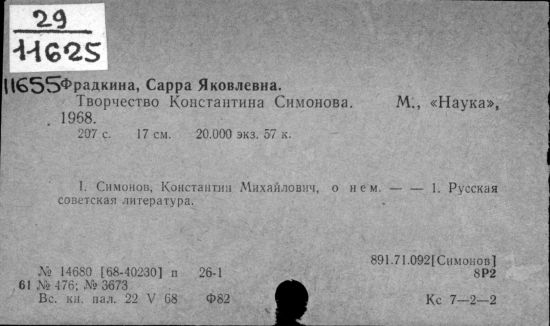 29
11625
11655 Фрадкина, Сарра Яковлевна.
Творчество Константина Симонова. М., «Наука»,
1968.
207 с. 17 см. 20.000 экз. 57 к.
1. Симонов, Константин Михайлович, о нем. — — 1. Русская
советская литература.
891.71.092[Симонов]
8Р2
№ 14680 [68-40230] п 26-1
61 № 476; № 3673
Вс. кн. пал. 22 V 68 Ф82 Кс 7—2—2